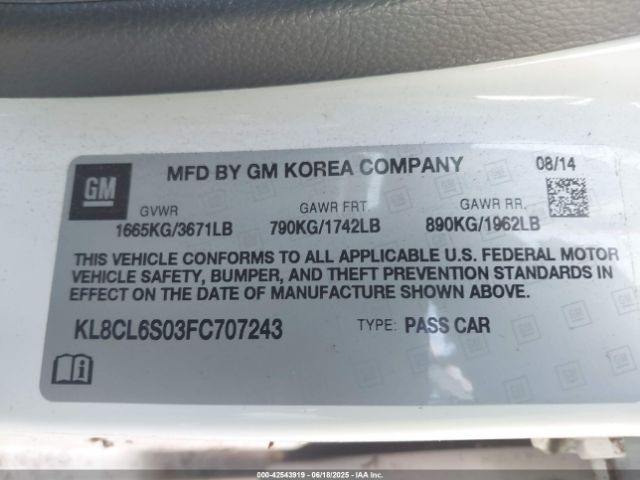 GM
MFD BY GM KOREA COMPANY
08/14
GVWR
GAWR FRT.
GAWR RR.
1665KG/3671LB
790KG/1742LB
890KG/1962LB
THIS VEHICLE CONFORMS TO ALL APPLICABLE U.S. FEDERAL MOTOR
VEHICLE SAFETY, BUMPER, AND THEFT PREVENTION STANDARDS IN
EFFECT ON THE DATE OF MANUFACTURE SHOWN ABOVE.
KL8CL6S03FC707243
TYPE: PASS CAR
000-42543919 | 06/18/2025 | IAAI.com